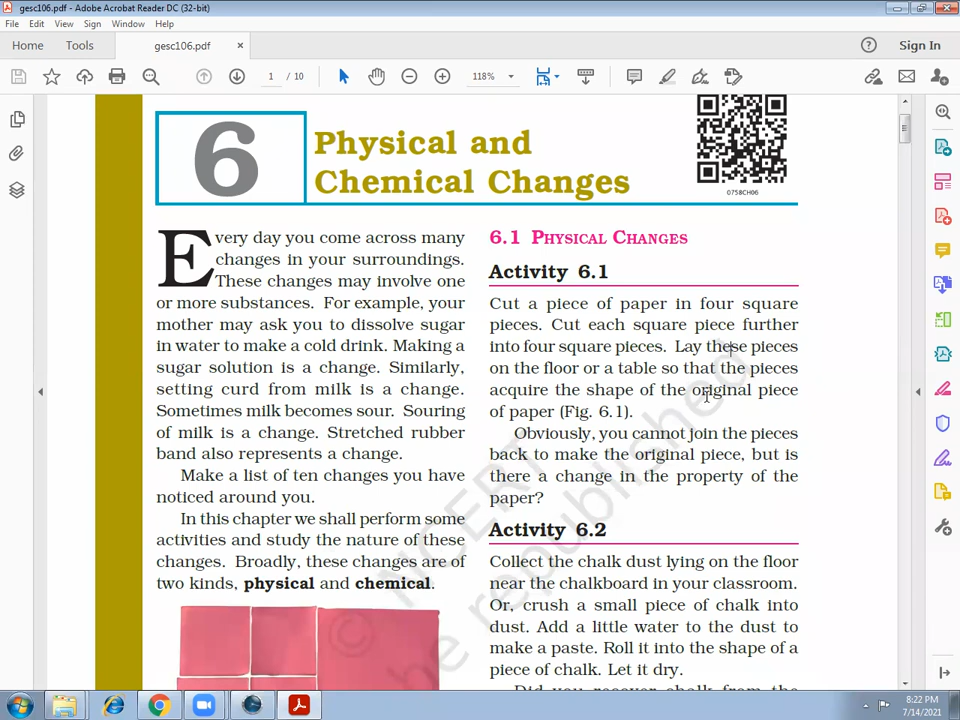 gesc106.pdf - Adobe Acrobat Reader DC (32-bit)
File Edit View Sign Window Help
Home Tools gesc106.pdf × Sign In
1 / 10 118%
6
Physical and
Chemical Changes
0758CH06
Every day you come across many
changes in your surroundings.
These changes may involve one
or more substances. For example, your
mother may ask you to dissolve sugar
in water to make a cold drink. Making a
sugar solution is a change. Similarly,
setting curd from milk is a change.
Sometimes milk becomes sour. Souring
of milk is a change. Stretched rubber
band also represents a change.
Make a list of ten changes you have
noticed around you.
In this chapter we shall perform some
activities and study the nature of these
changes. Broadly, these changes are of
two kinds, physical and chemical.
6.1 PHYSICAL CHANGES
Activity 6.1
Cut a piece of paper in four square
pieces. Cut each square piece further
into four square pieces. Lay these pieces
on the floor or a table so that the pieces
acquire the shape of the original piece
of paper (Fig. 6.1).
Obviously, you cannot join the pieces
back to make the original piece, but is
there a change in the property of the
paper?
Activity 6.2
Collect the chalk dust lying on the floor
near the chalkboard in your classroom.
Or, crush a small piece of chalk into
dust. Add a little water to the dust to
make a paste. Roll it into the shape of a
piece of chalk. Let it dry.
Did you recover chalk from the
© NCERT
be republished
8:22 PM
7/14/2021